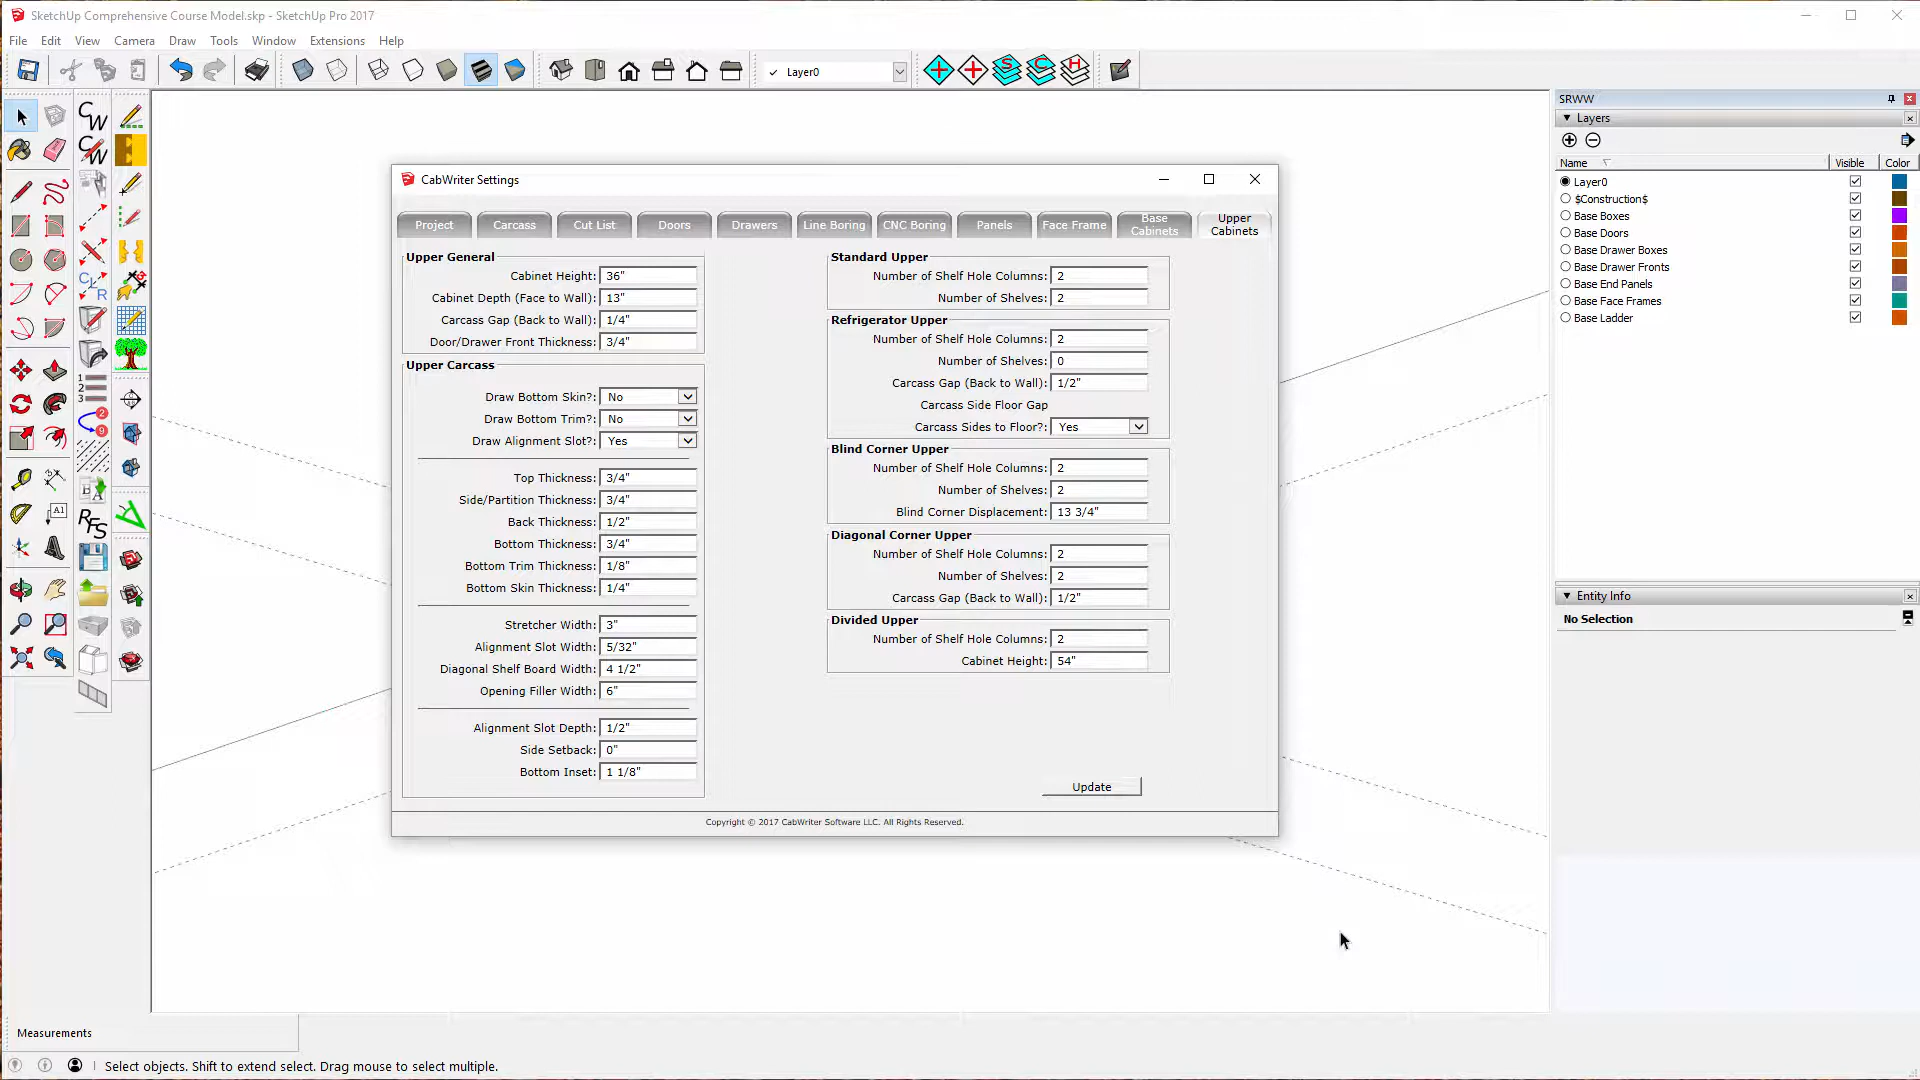 SketchUp Comprehensive Course Model.skp - SketchUp Pro 2017
File Edit View Camera Draw Tools Window Extensions Help
Layer0
S C H
SRWW
Layers
Name Visible Color
Layer0
$Construction$
Base Boxes
Base Doors
Base Drawer Boxes
Base Drawer Fronts
Base End Panels
Base Face Frames
Base Ladder
Entity Info
No Selection
CW
CW
C L R
1
2
3
2
9
A1
RFS
CabWriter Settings
Project Carcass Cut List Doors Drawers Line Boring CNC Boring Panels Face Frame Base Cabinets Upper Cabinets
Upper General
Cabinet Height: 36"
Cabinet Depth (Face to Wall): 13"
Carcass Gap (Back to Wall): 1/4"
Door/Drawer Front Thickness: 3/4"
Upper Carcass
Draw Bottom Skin?: No
Draw Bottom Trim?: No
Draw Alignment Slot?: Yes
Top Thickness: 3/4"
Side/Partition Thickness: 3/4"
Back Thickness: 1/2"
Bottom Thickness: 3/4"
Bottom Trim Thickness: 1/8"
Bottom Skin Thickness: 1/4"
Stretcher Width: 3"
Alignment Slot Width: 5/32"
Diagonal Shelf Board Width: 4 1/2"
Opening Filler Width: 6"
Alignment Slot Depth: 1/2"
Side Setback: 0"
Bottom Inset: 1 1/8"
Standard Upper
Number of Shelf Hole Columns: 2
Number of Shelves: 2
Refrigerator Upper
Number of Shelf Hole Columns: 2
Number of Shelves: 0
Carcass Gap (Back to Wall): 1/2"
Carcass Side Floor Gap
Carcass Sides to Floor?: Yes
Blind Corner Upper
Number of Shelf Hole Columns: 2
Number of Shelves: 2
Blind Corner Displacement: 13 3/4"
Diagonal Corner Upper
Number of Shelf Hole Columns: 2
Number of Shelves: 2
Carcass Gap (Back to Wall): 1/2"
Divided Upper
Number of Shelf Hole Columns: 2
Cabinet Height: 54"
Update
Copyright © 2017 CabWriter Software LLC. All Rights Reserved.
Measurements
Select objects. Shift to extend select. Drag mouse to select multiple.